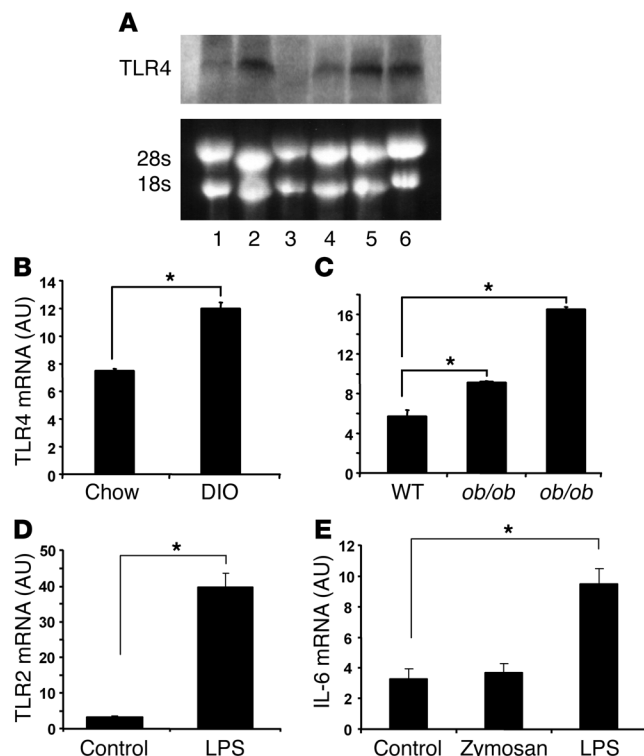 A
TLR4
28s
18s
1 2 3 4 5 6
B
TLR4 mRNA (AU)
14
12
10
8
6
4
2
0
*
Chow DIO
C
16
12
8
4
0
*
*
WT ob/ob ob/ob
D
TLR2 mRNA (AU)
50
40
30
20
10
0
*
Control LPS
E
IL-6 mRNA (AU)
12
10
8
6
4
2
0
*
Control Zymosan LPS